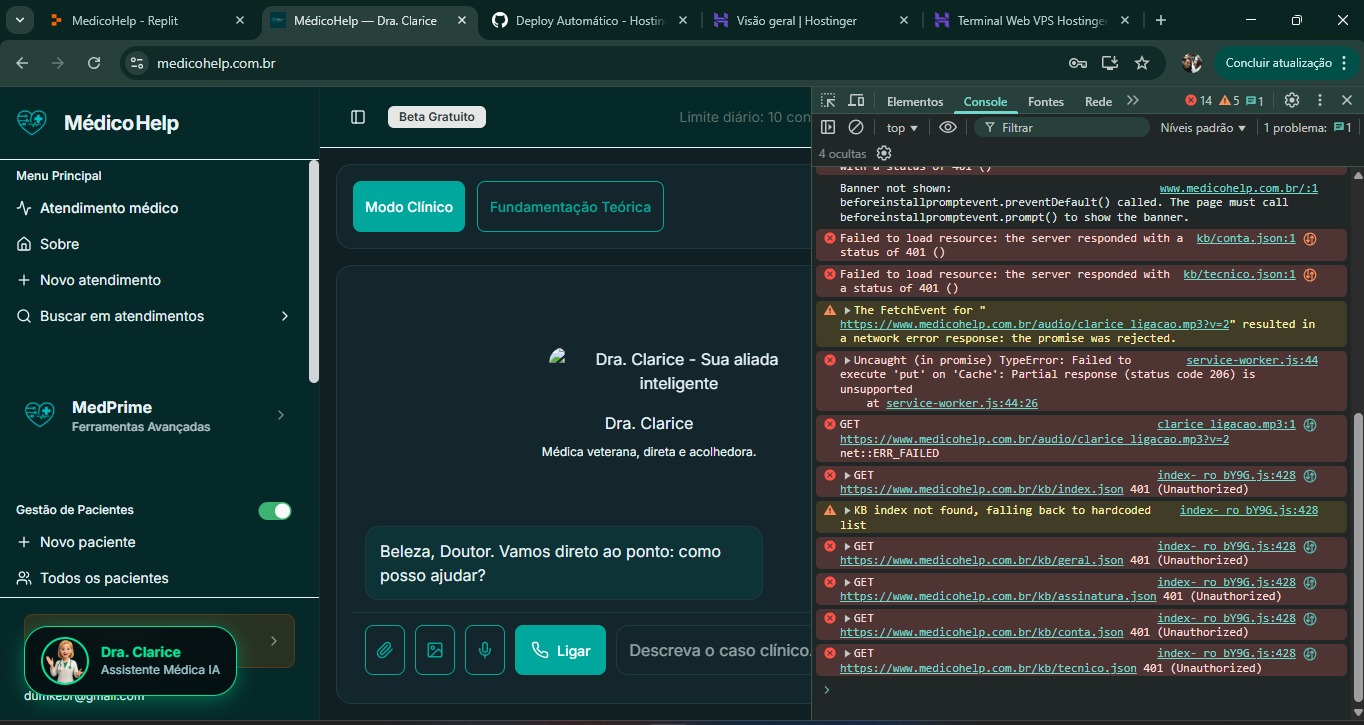 MedicoHelp - Replit
MédicoHelp — Dra. Clarice
Deploy Automático - Hostin
Visão geral | Hostinger
Terminal Web VPS Hostinger
medicohelp.com.br
Concluir atualização
MédicoHelp
Menu Principal
Atendimento médico
Sobre
Novo atendimento
Buscar em atendimentos
MedPrime
Ferramentas Avançadas
Gestão de Pacientes
Novo paciente
Todos os pacientes
Dra. Clarice
Assistente Médica IA
dumkebr@gmail.com
Beta Gratuito
Limite diário: 10 con
Modo Clínico
Fundamentação Teórica
Dra. Clarice - Sua aliada
inteligente
Dra. Clarice
Médica veterana, direta e acolhedora.
Beleza, Doutor. Vamos direto ao ponto: como
posso ajudar?
Ligar
Descreva o caso clínico.
Elementos Console Fontes Rede 14 5 1
top Filtrar Níveis padrão 1 problema: 1
4 ocultas
with a status of 401 ()
Banner not shown: www.medicohelp.com.br/:1
beforeinstallpromptevent.preventDefault() called. The page must call
beforeinstallpromptevent.prompt() to show the banner.
Failed to load resource: the server responded with a kb/conta.json:1
status of 401 ()
Failed to load resource: the server responded with kb/tecnico.json:1
a status of 401 ()
The FetchEvent for "
https://www.medicohelp.com.br/audio/clarice_ligacao.mp3?v=2" resulted in
a network error response: the promise was rejected.
Uncaught (in promise) TypeError: Failed to service-worker.js:44
execute 'put' on 'Cache': Partial response (status code 206) is
unsupported
at service-worker.js:44:26
GET clarice_ligacao.mp3:1
https://www.medicohelp.com.br/audio/clarice_ligacao.mp3?v=2
net::ERR_FAILED
GET index-_ro_bY9G.js:428
https://www.medicohelp.com.br/kb/index.json 401 (Unauthorized)
KB index not found, falling back to hardcoded index-_ro_bY9G.js:428
list
GET index-_ro_bY9G.js:428
https://www.medicohelp.com.br/kb/geral.json 401 (Unauthorized)
GET index-_ro_bY9G.js:428
https://www.medicohelp.com.br/kb/assinatura.json 401 (Unauthorized)
GET index-_ro_bY9G.js:428
https://www.medicohelp.com.br/kb/conta.json 401 (Unauthorized)
GET index-_ro_bY9G.js:428
https://www.medicohelp.com.br/kb/tecnico.json 401 (Unauthorized)